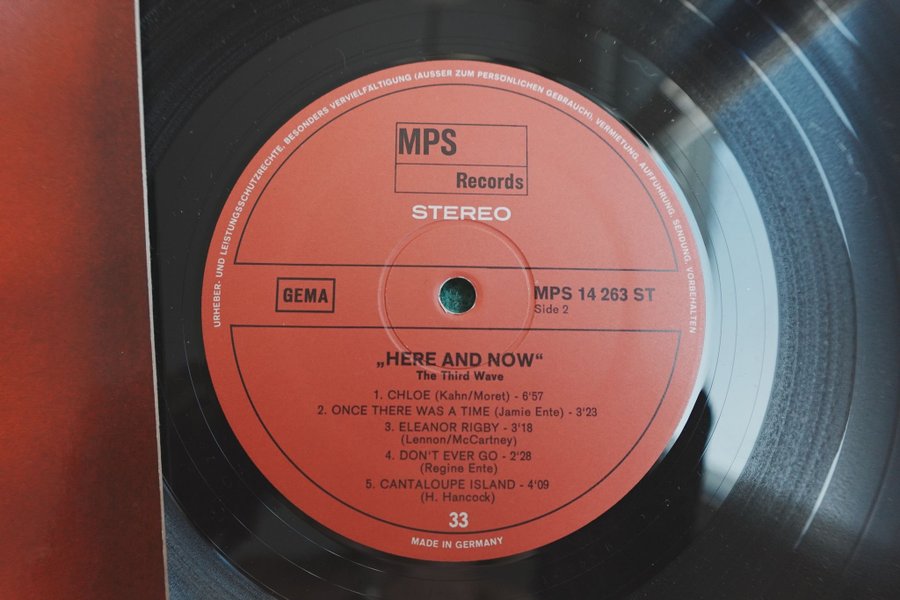 URHEBER- UND LEISTUNGSSCHUTZRECHTE, BESONDERS VERVIELFÄLTIGUNG (AUSSER ZUM PERSÖNLICHEN GEBRAUCH), VERMIETUNG, AUFFÜHRUNG, SENDUNG, VORBEHALTEN
MPS
Records
STEREO
GEMA
MPS 14 263 ST
Side 2
„HERE AND NOW“
The Third Wave
1. CHLOE (Kahn/Moret) - 6'57
2. ONCE THERE WAS A TIME (Jamie Ente) - 3'23
3. ELEANOR RIGBY - 3'18
(Lennon/McCartney)
4. DON'T EVER GO - 2'28
(Regine Ente)
5. CANTALOUPE ISLAND - 4'09
(H. Hancock)
33
MADE IN GERMANY